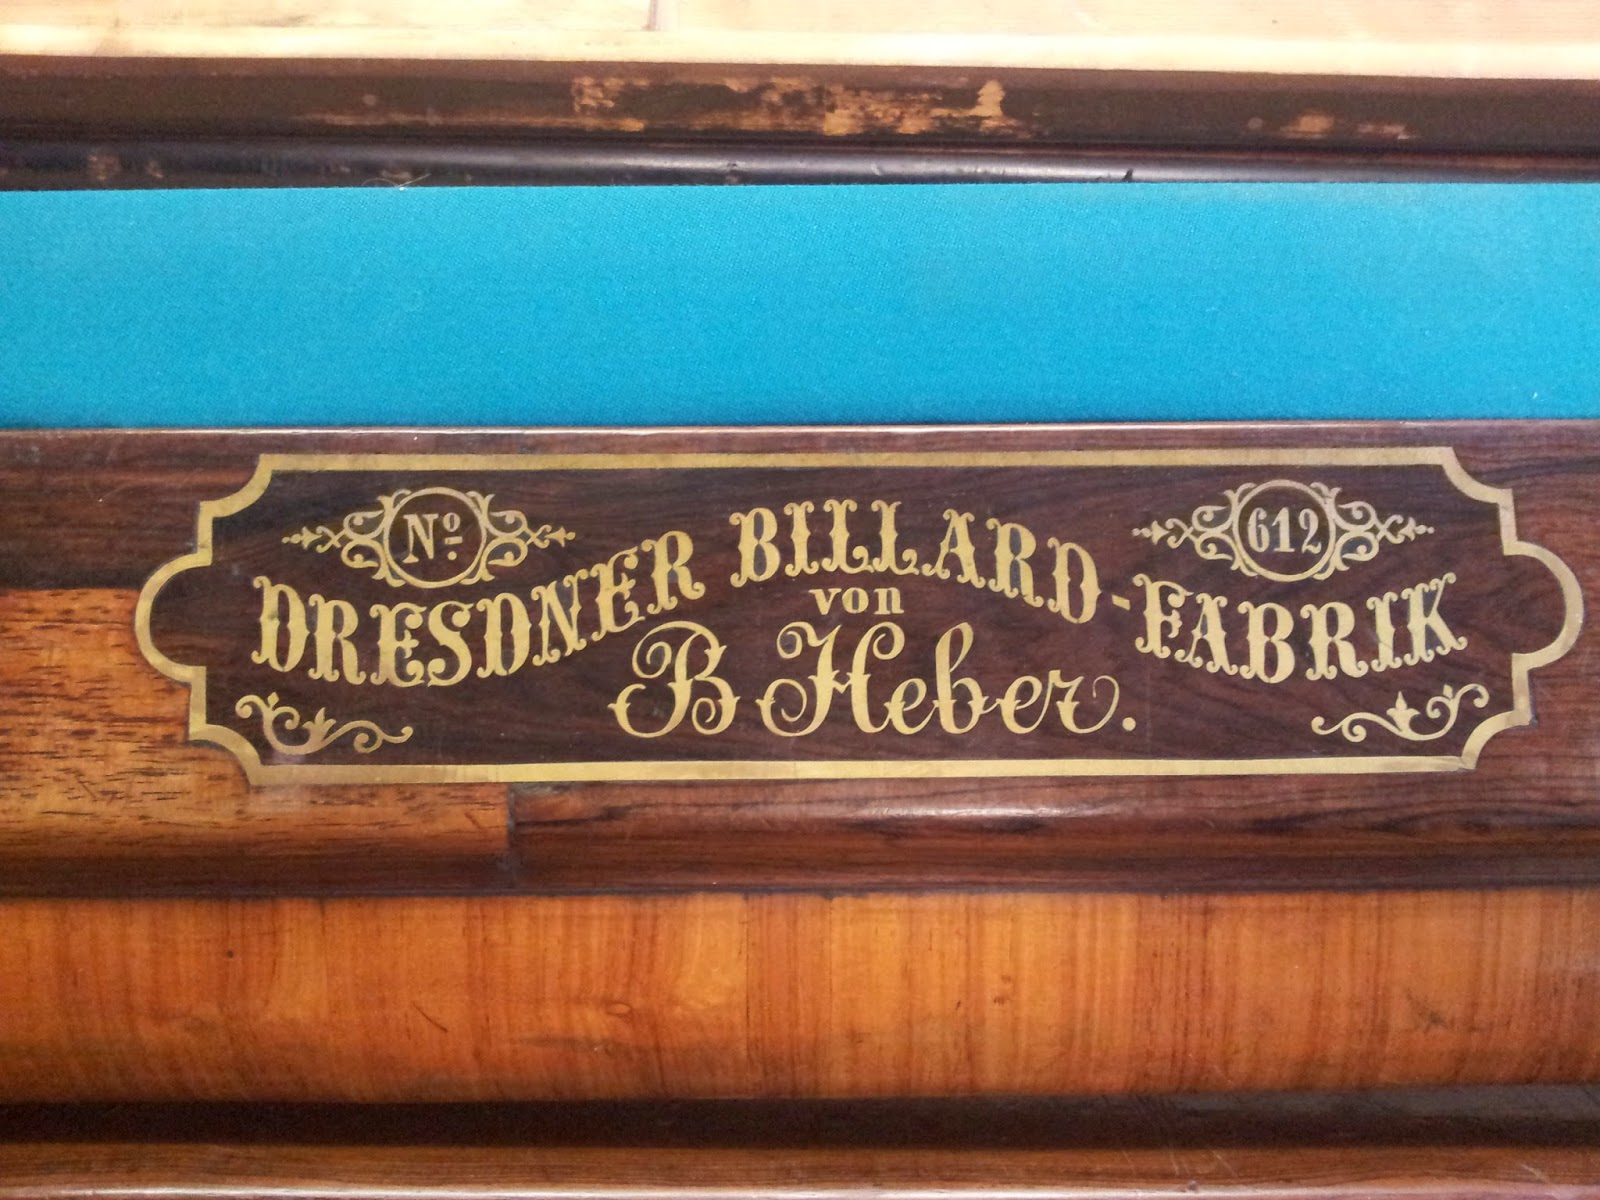 Nº 612
DRESDNER BILLARD-FABRIK
von
B Heber.